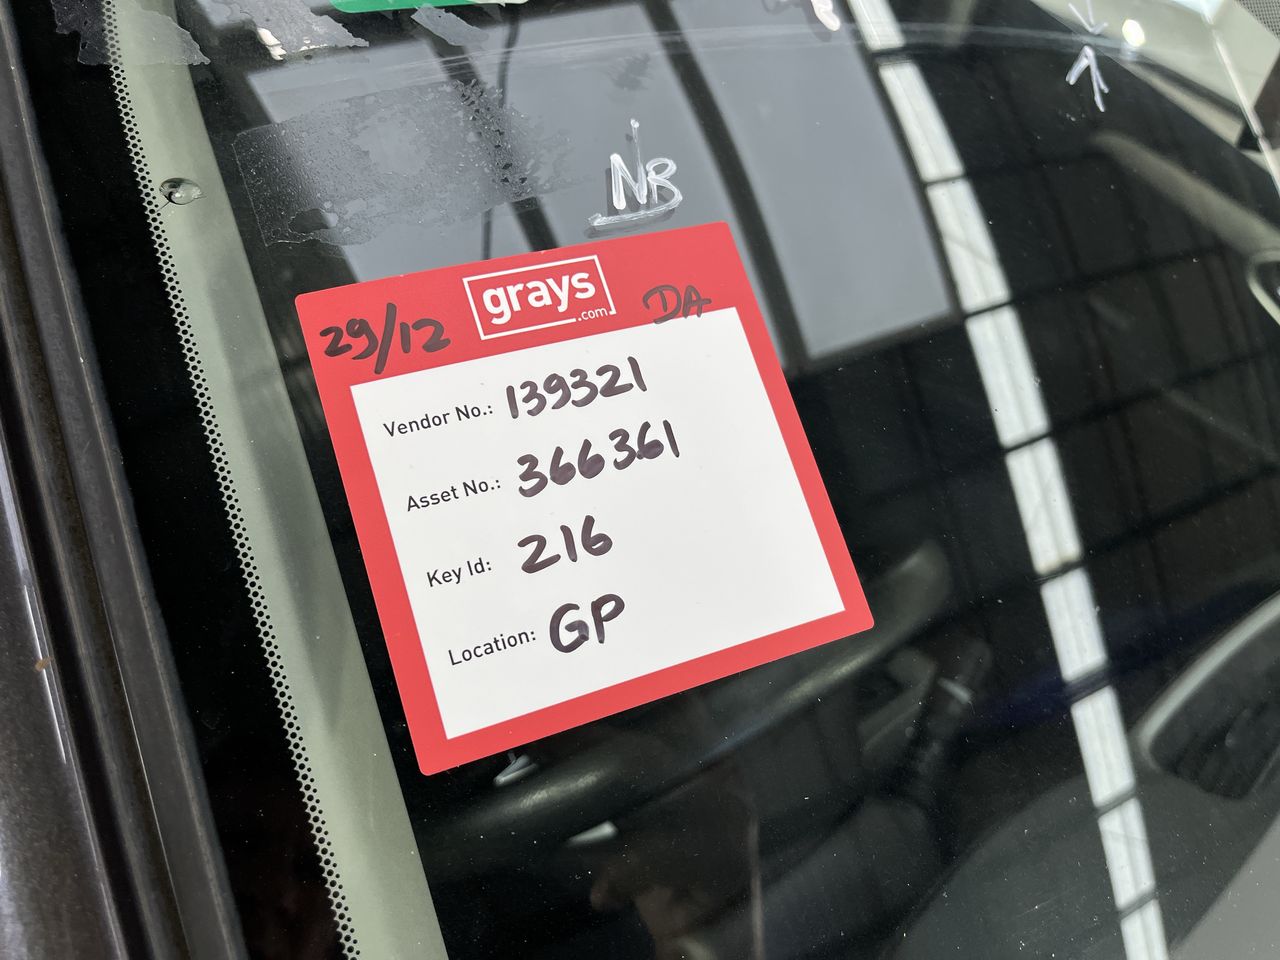 NB
grays
.com
29/12
DA
Vendor No.: 139321
Asset No.: 366361
Key Id: 216
Location: GP